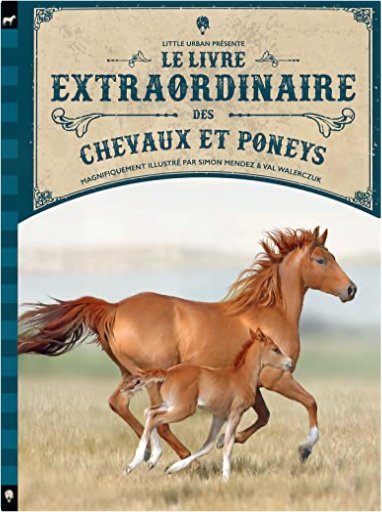 LITTLE URBAN PRÉSENTE
LE LIVRE
EXTRAORDINAIRE
DES
CHEVAUX ET PONEYS
MAGNIFIQUEMENT ILLUSTRÉ PAR SIMON MENDEZ & VAL WALERCZUK